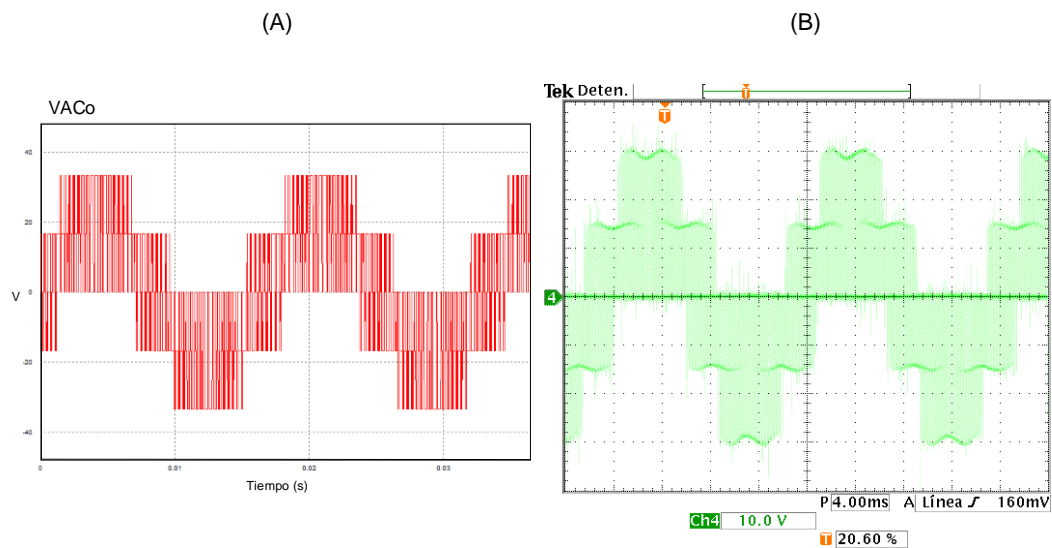 (A)
(B)
VACo
40
20
V
0
-20
-40
0
0.01
0.02
0.03
Tiempo (s)
Tek Deten.
T
T
4
P 4.00ms A Línea ʃ 160mV
Ch4 10.0 V
T 20.60 %